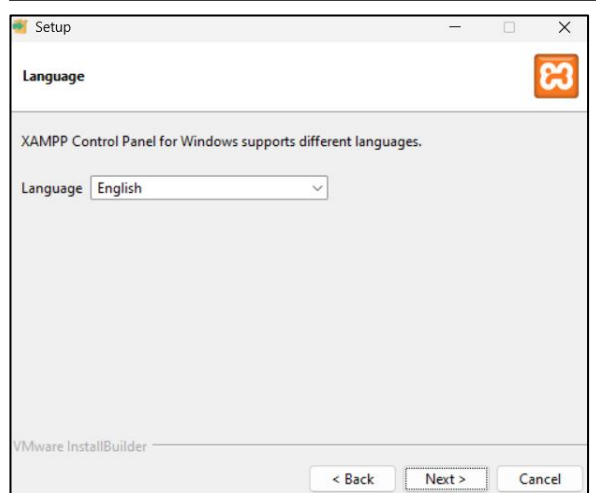 Setup
Language
XAMPP Control Panel for Windows supports different languages.
Language English
VMware InstallBuilder
< Back Next > Cancel